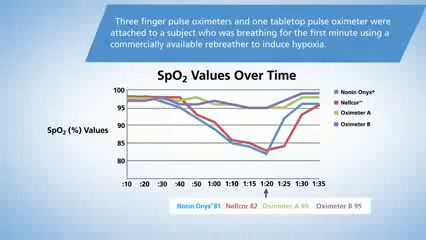 Three finger pulse oximeters and one tabletop pulse oximeter were
attached to a subject who was breathing for the first minute using a
commercially available rebreather to induce hypoxia.
SpO2 Values Over Time
Nonin Onyx®
Nellcor™
Oximeter A
Oximeter B
SpO2 (%) Values
100
95
90
85
80
:10 :20 :30 :40 :50 1:00 1:10 1:15 1:20 1:25 1:30 1:35
Nonin Onyx® 81 Nellcor 82 Oximeter A 95 Oximeter B 95